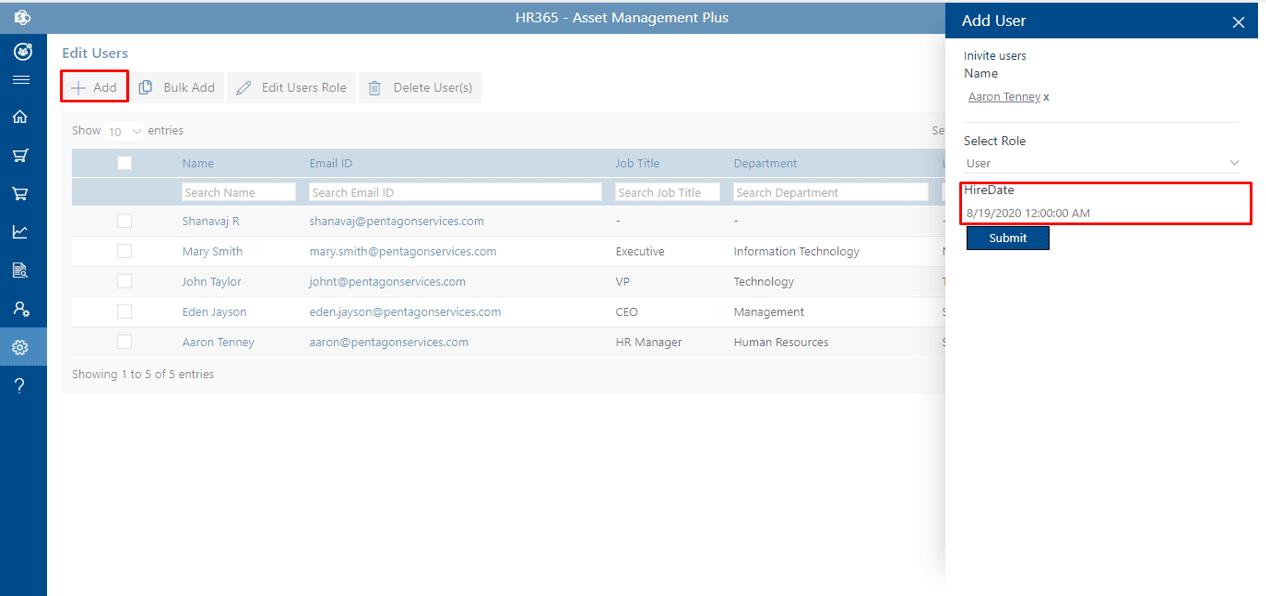 HR365 - Asset Management Plus
Edit Users
Add Bulk Add Edit Users Role Delete User(s)
Show 10 entries Se
Name Email ID Job Title Department
Search Name Search Email ID Search Job Title Search Department
Shanavaj R shanavaj@pentagonservices.com - - -
Mary Smith mary.smith@pentagonservices.com Executive Information Technology
John Taylor johnt@pentagonservices.com VP Technology
Eden Jayson eden.jayson@pentagonservices.com CEO Management
Aaron Tenney aaron@pentagonservices.com HR Manager Human Resources
Showing 1 to 5 of 5 entries
Add User
Inivite users
Name
Aaron Tenney x
Select Role
User
HireDate
8/19/2020 12:00:00 AM
Submit